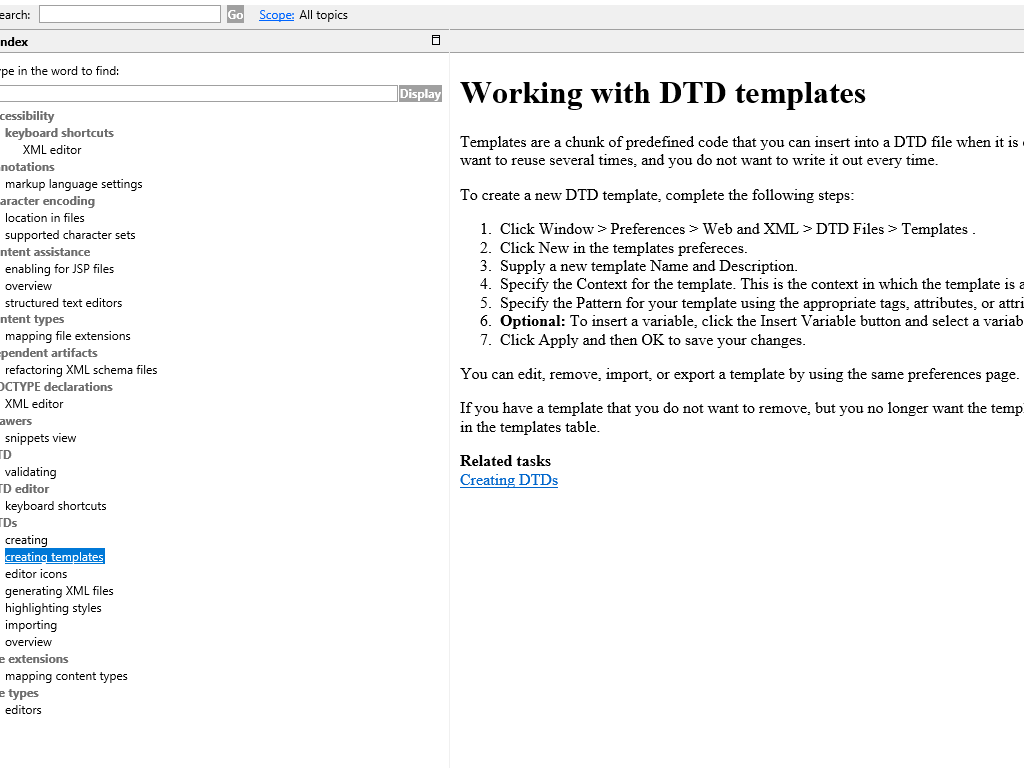 earch:
Go
Scope: All topics
ndex
ype in the word to find:
Display
cessibility
keyboard shortcuts
XML editor
notations
markup language settings
aracter encoding
location in files
supported character sets
ntent assistance
enabling for JSP files
overview
structured text editors
ntent types
mapping file extensions
ependent artifacts
refactoring XML schema files
OCTYPE declarations
XML editor
awers
snippets view
TD
validating
TD editor
keyboard shortcuts
TDs
creating
creating templates
editor icons
generating XML files
highlighting styles
importing
overview
e extensions
mapping content types
e types
editors
Working with DTD templates
Templates are a chunk of predefined code that you can insert into a DTD file when it is
want to reuse several times, and you do not want to write it out every time.
To create a new DTD template, complete the following steps:
1. Click Window > Preferences > Web and XML > DTD Files > Templates .
2. Click New in the templates prefereces.
3. Supply a new template Name and Description.
4. Specify the Context for the template. This is the context in which the template is a
5. Specify the Pattern for your template using the appropriate tags, attributes, or attri
6. Optional: To insert a variable, click the Insert Variable button and select a variab
7. Click Apply and then OK to save your changes.
You can edit, remove, import, or export a template by using the same preferences page.
If you have a template that you do not want to remove, but you no longer want the templ
in the templates table.
Related tasks
Creating DTDs